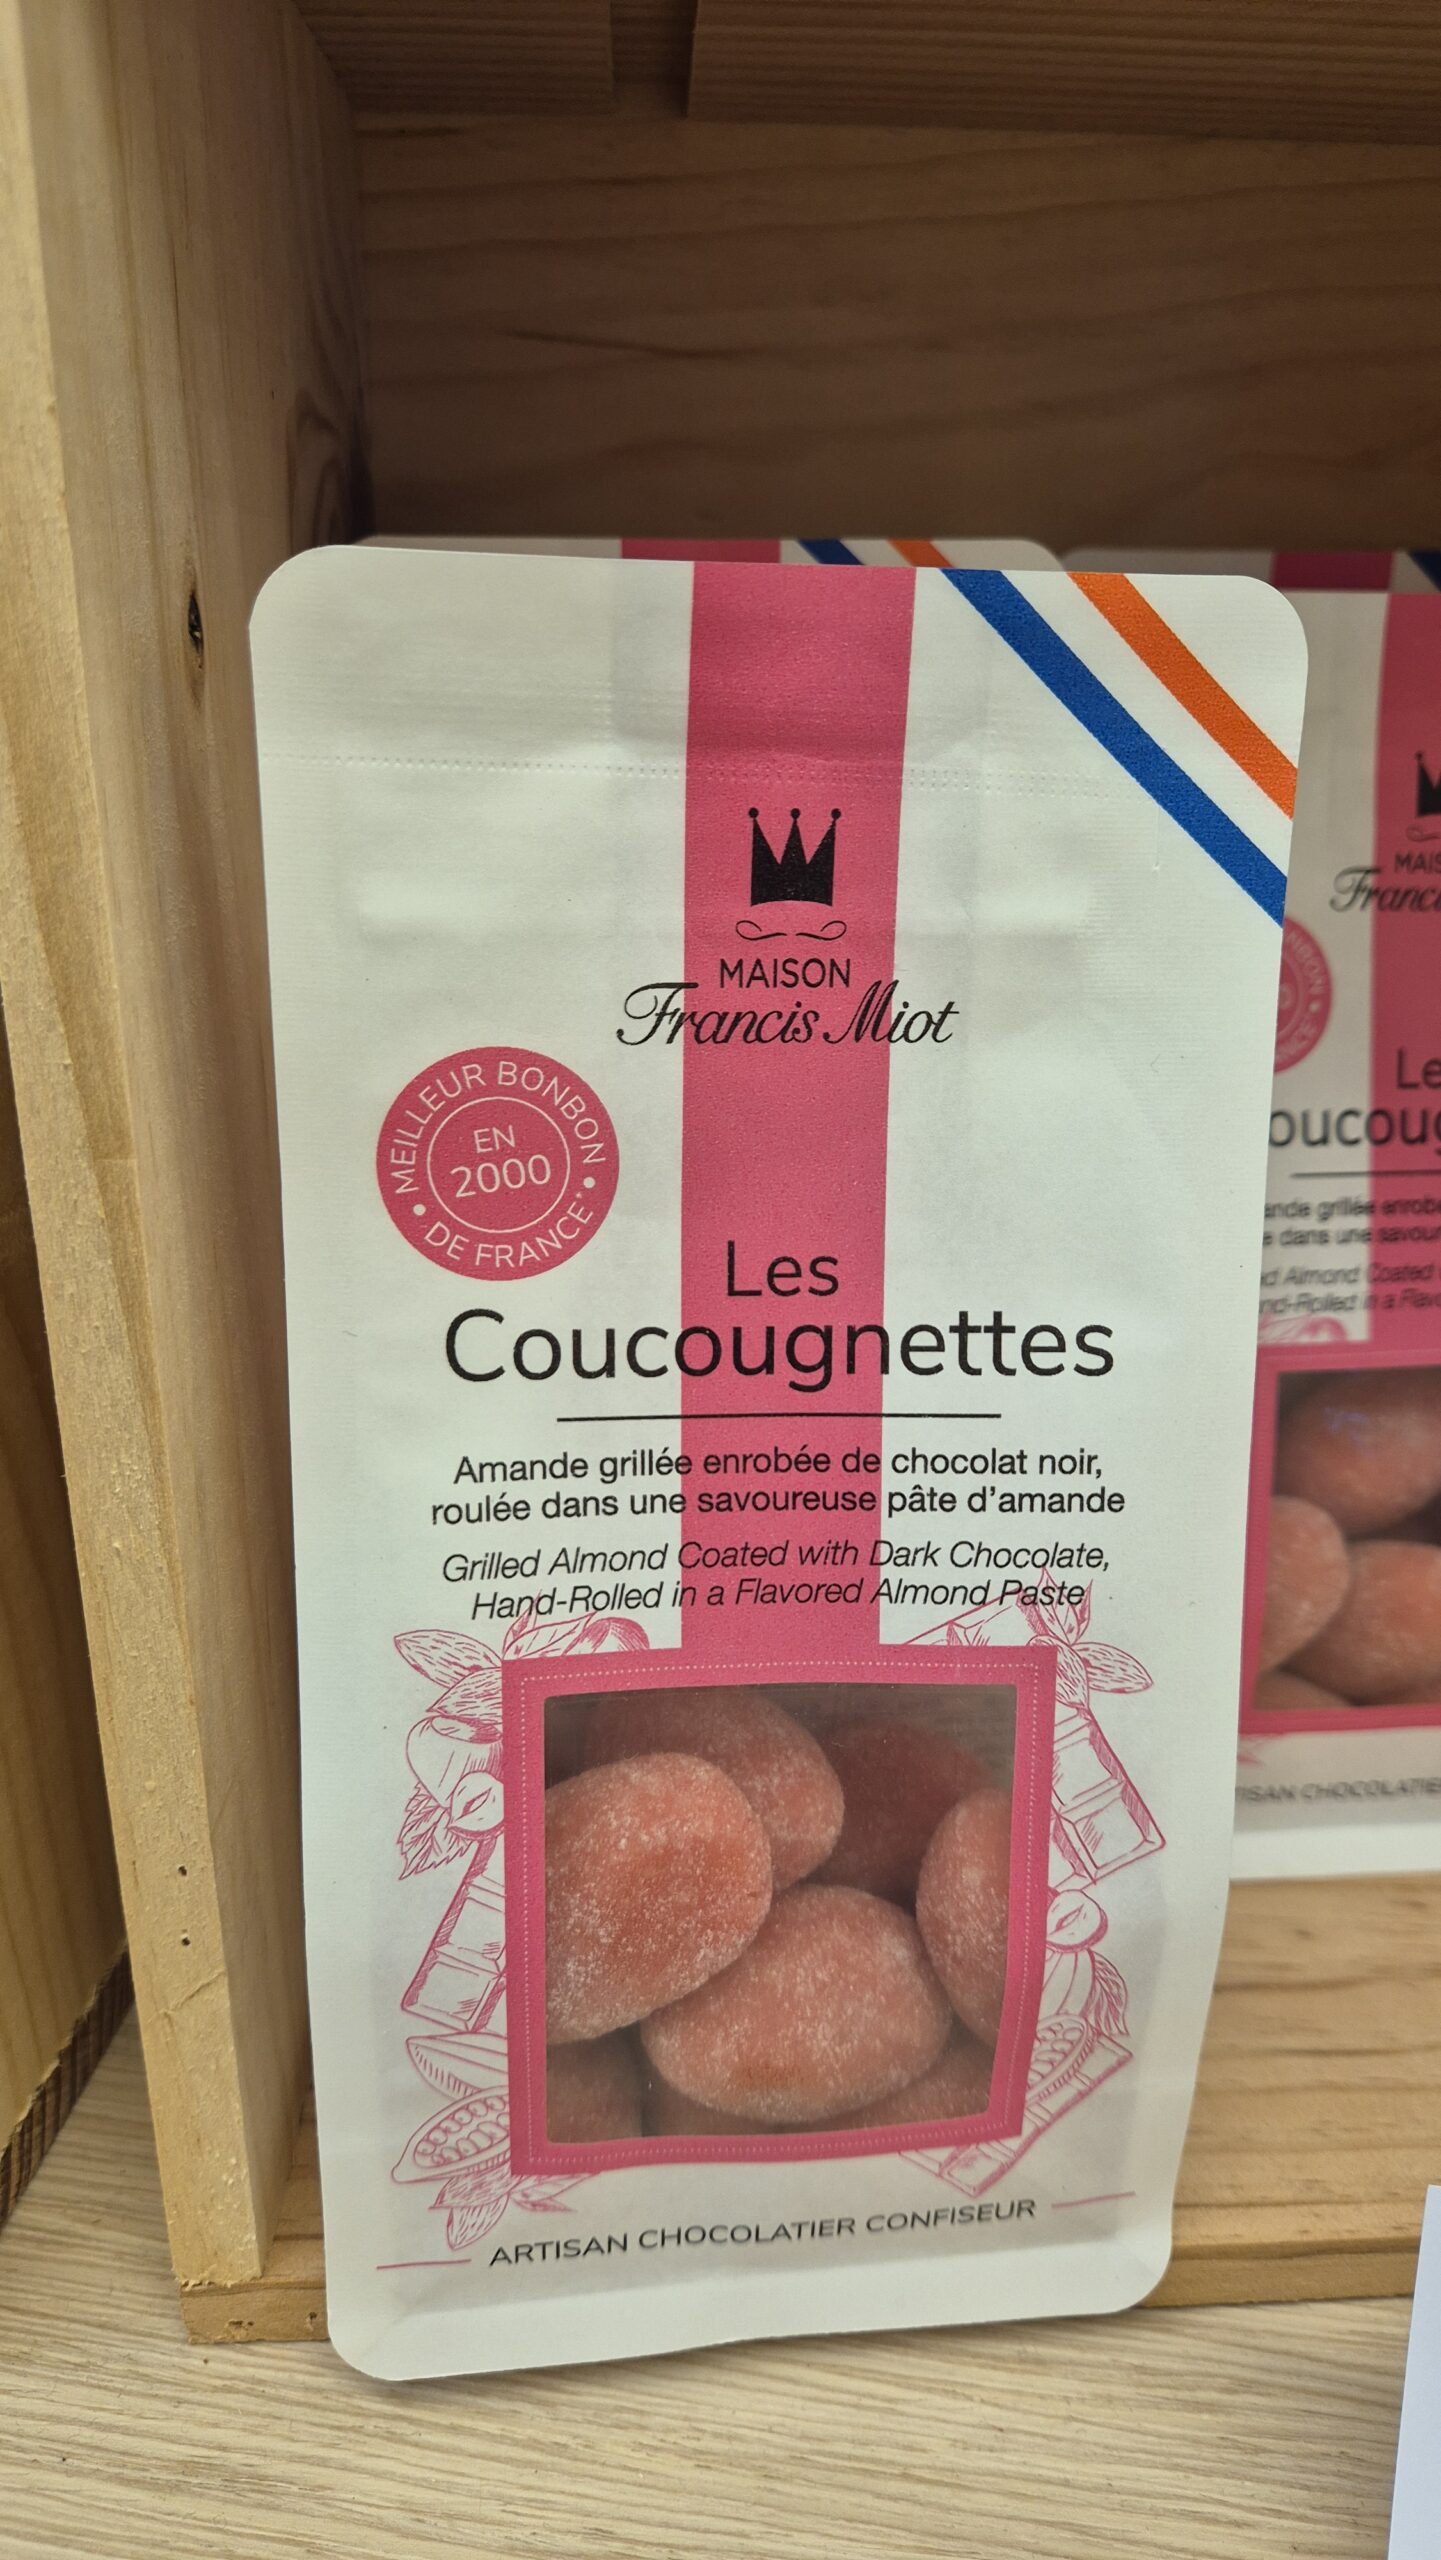 MAISON
Francis Miot
MEILLEUR BONBON
EN
2000
• DE FRANCE* •
Les
Coucougnettes
Amande grillée enrobée de chocolat noir,
roulée dans une savoureuse pâte d'amande
Grilled Almond Coated with Dark Chocolate,
Hand-Rolled in a Flavored Almond Paste
ARTISAN CHOCOLATIER CONFISEUR